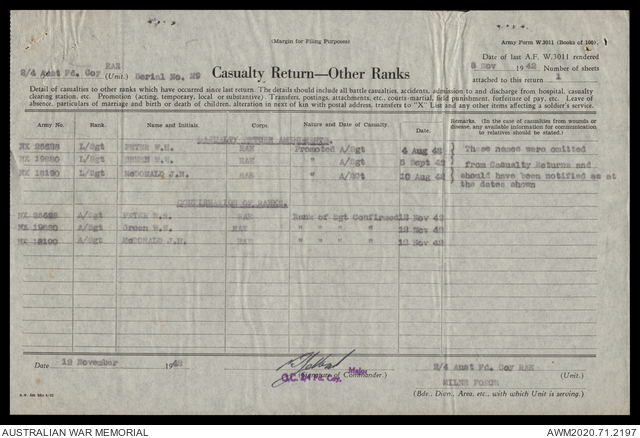 (Margin for Filing Purposes)
Army Form W.3011 (Books of 100).
RAE
2/4 Aust Fd. Coy (Unit.) Serial No. 29
Casualty Return—Other Ranks
Date of last A.F. W.3011 rendered
8 Nov 1942 Number of sheets
attached to this return 1
Detail of casualties to other ranks which have occurred since last return. The details should include all battle casualties, accidents, admission to and discharge from hospital, casualty
clearing station, etc. Promotion (acting, temporary, local or substantive). Transfers, postings, attachments, etc., courts-martial, field punishment, forfeiture of pay, etc. Leave of
absence, particulars of marriage and birth or death of children, alteration in next of kin with postal address, transfers to "X" List and any other items affecting a soldier's service.
Army No. Rank. Name and Initials. Corps. Nature and Date of Casualty. Date. Remarks. (In the case of casualties from wounds or disease, any available information for communication to relatives should be stated.)
CASUALTY RETURN AMENDMENT.
L/Sgt PETER RAE Promoted A/Sgt 4 Aug 42 These names were omitted
L/Sgt RAE " A/Sgt 5 Sept 42 from Casualty Returns and
L/Sgt McDONALD J.H. RAE " A/Sgt 10 Aug 42 should have been notified as at
the dates shown
CONFIRMATION OF RANKS.
A/Sgt PETER RAE Rank of Sgt Confirmed 12 Nov 42
A/Sgt Green RAE " " " " 12 Nov 42
A/Sgt McDONALD J.H. RAE " " " " 12 Nov 42
Date 12 November 1942
(Signature of Commander.)
Major
O.C. 2/4 Fd. Coy.
2/4 Aust Fd. Coy RAE (Unit)
MILNE FORCE
(Bde., Divn., Area, etc., with which Unit is serving.)
AUSTRALIAN WAR MEMORIAL
AWM2020.71.2197